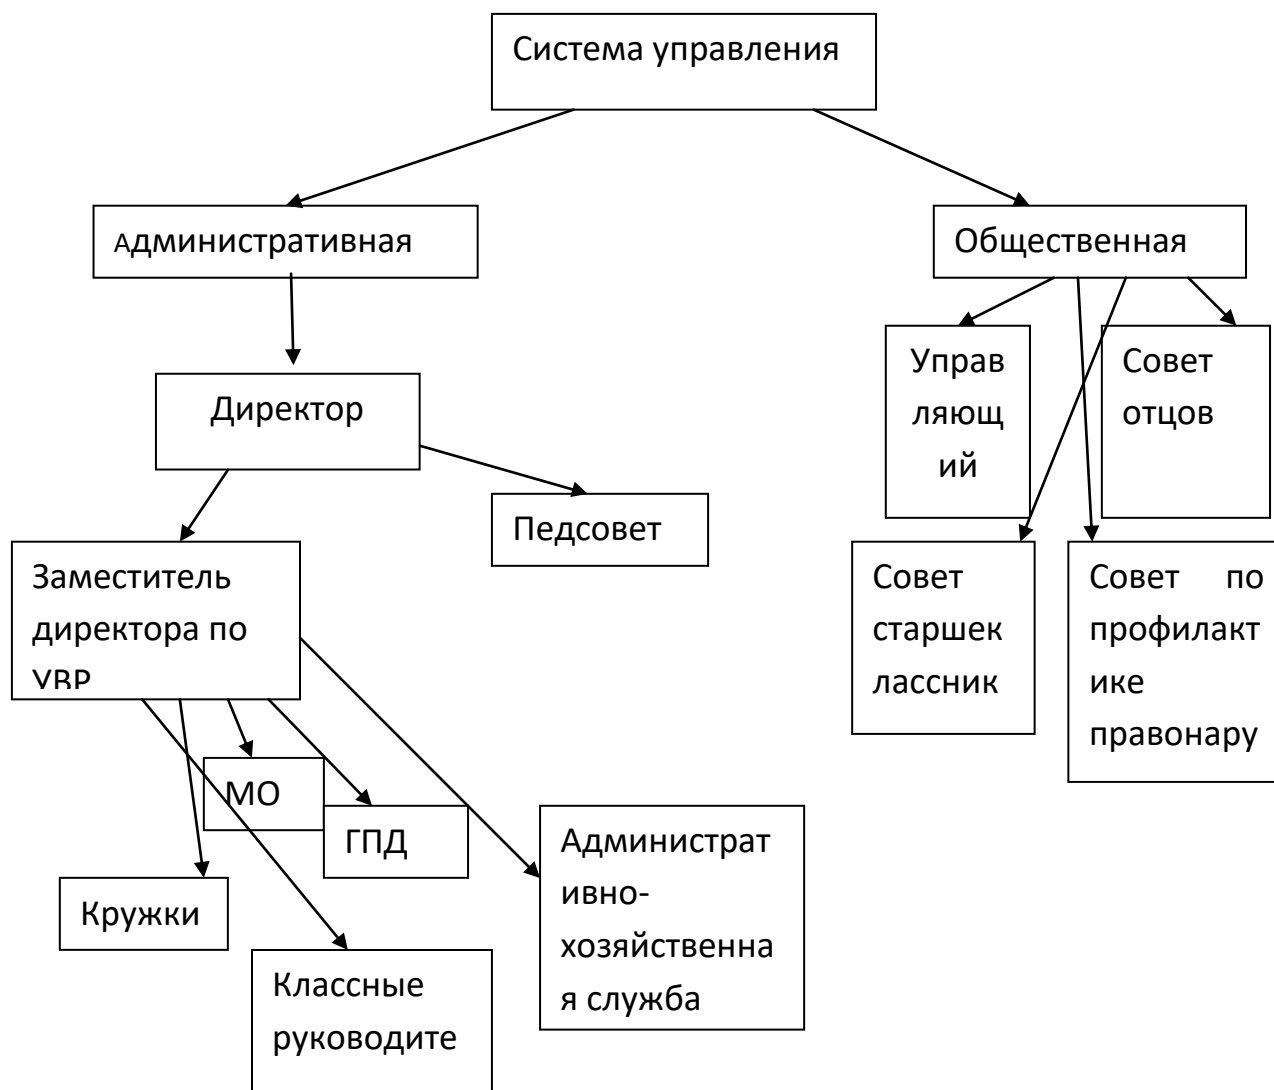 Система управления
Административная
Общественная
Управ
ляющ
ий
Совет
отцов
Директор
Педсовет
Заместитель
директора по
УВР
Совет
старшек
лассник
Совет по
профилакт
ике
правонару
МО
ГПД
Кружки
Администрат
ивно-
хозяйственна
я служба
Классные
руководите